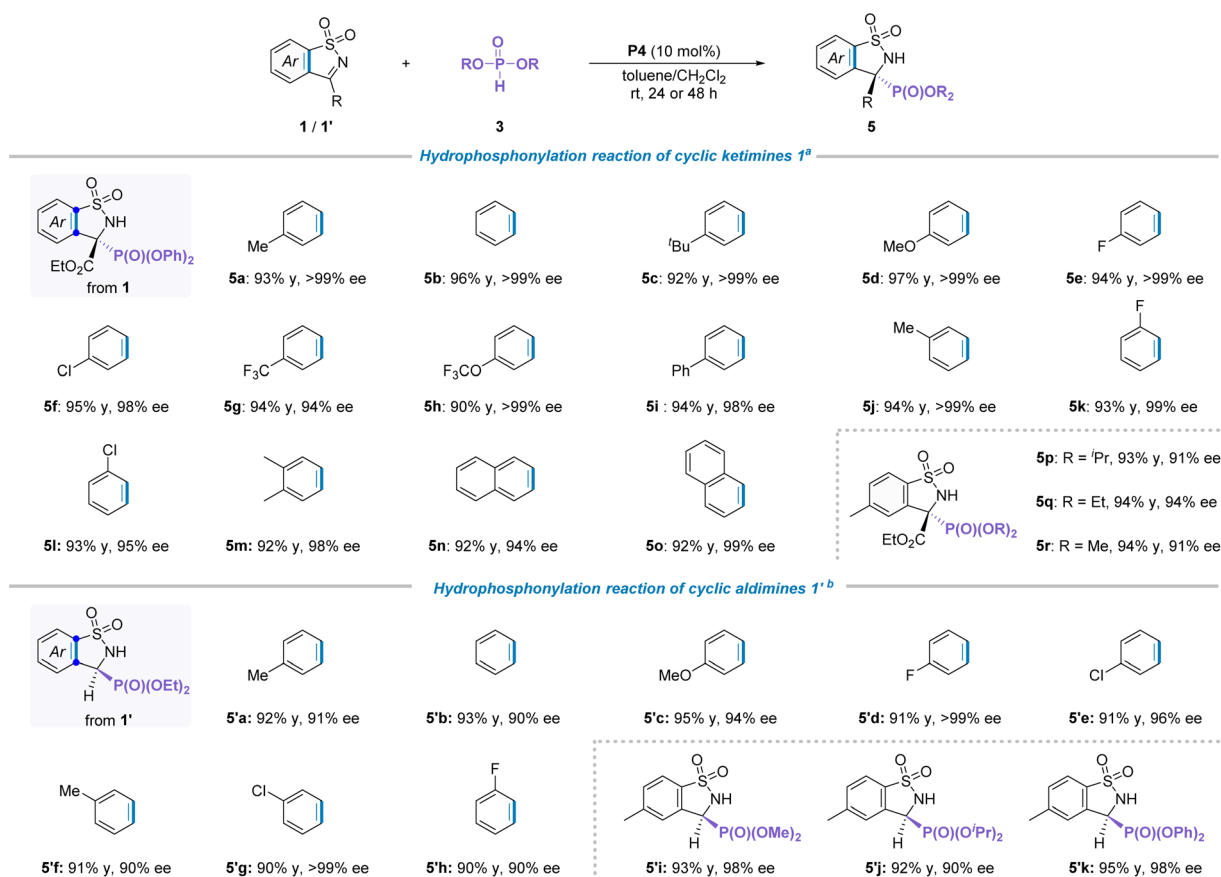 O O
S
N
Ar
R
1 / 1'
+
O
RO-P-OR
H
3
P4 (10 mol%)
toluene/CH2Cl2
rt, 24 or 48 h
O O
S
NH
Ar
R
P(O)OR2
5
Hydrophosphonylation reaction of cyclic ketimines 1a
O O
S
NH
Ar
P(O)(OPh)2
EtO2C
from 1
Me
5a: 93% y, >99% ee
5b: 96% y, >99% ee
tBu
5c: 92% y, >99% ee
MeO
5d: 97% y, >99% ee
F
5e: 94% y, >99% ee
Cl
5f: 95% y, 98% ee
F3C
5g: 94% y, 94% ee
F3CO
5h: 90% y, >99% ee
Ph
5i : 94% y, 98% ee
Me
5j: 94% y, >99% ee
F
5k: 93% y, 99% ee
Cl
5l: 93% y, 95% ee
5m: 92% y, 98% ee
5n: 92% y, 94% ee
5o: 92% y, 99% ee
O O
S
NH
P(O)(OR)2
EtO2C
5p: R = iPr, 93% y, 91% ee
5q: R = Et, 94% y, 94% ee
5r: R = Me, 94% y, 91% ee
Hydrophosphonylation reaction of cyclic aldimines 1' b
O O
S
NH
Ar
P(O)(OEt)2
H
from 1'
Me
5'a: 92% y, 91% ee
5'b: 93% y, 90% ee
MeO
5'c: 95% y, 94% ee
F
5'd: 91% y, >99% ee
Cl
5'e: 91% y, 96% ee
Me
5'f: 91% y, 90% ee
Cl
5'g: 90% y, >99% ee
F
5'h: 90% y, 90% ee
O O
S
NH
P(O)(OMe)2
H
5'i: 93% y, 98% ee
O O
S
NH
P(O)(OiPr)2
H
5'j: 92% y, 90% ee
O O
S
NH
P(O)(OPh)2
H
5'k: 95% y, 98% ee